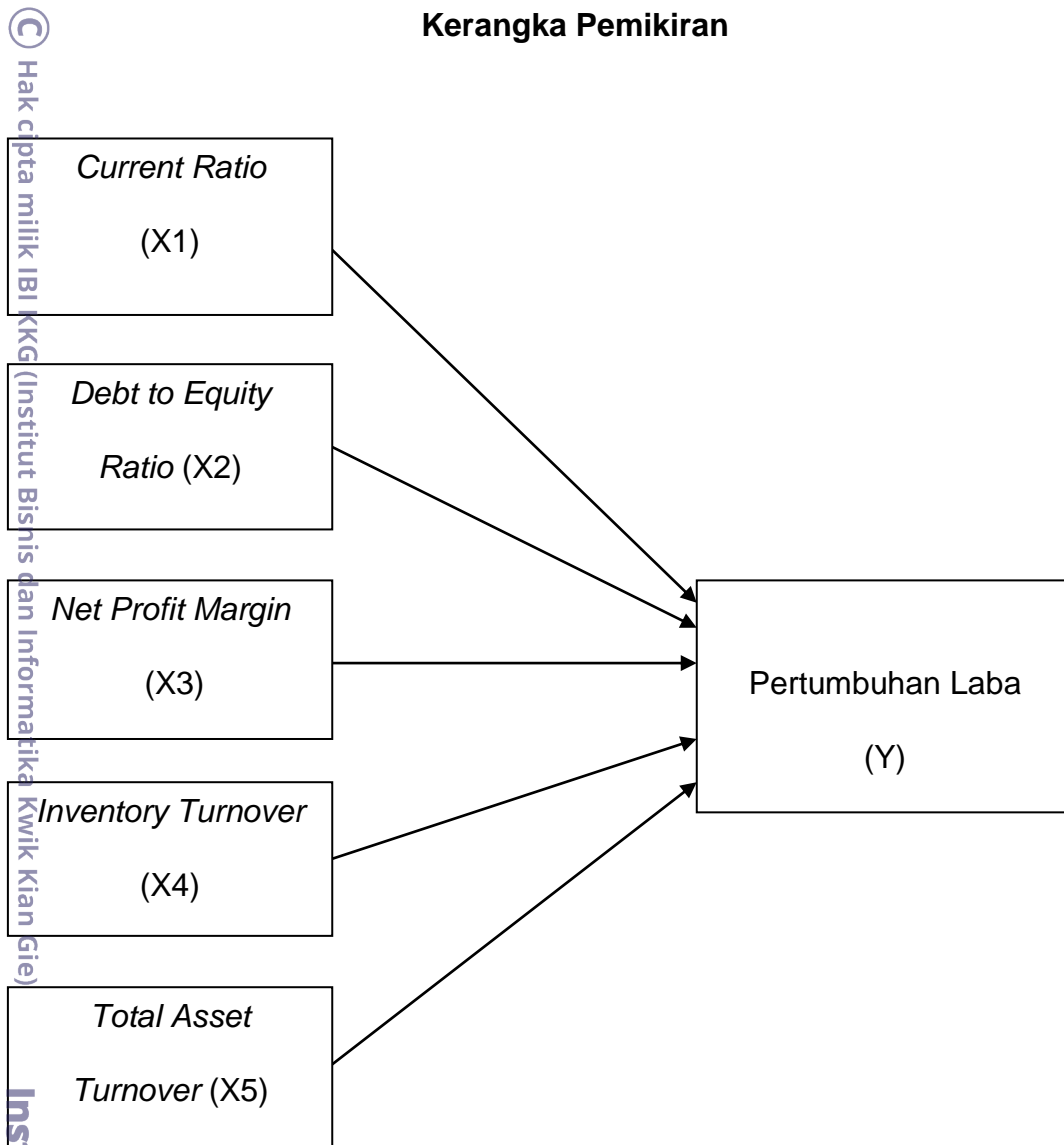 Kerangka Pemikiran
© Hak cipta milik IBI KKG (Institut Bisnis dan Informatika Kwik Kian Gie)
Current Ratio
(X1)
Debt to Equity
Ratio (X2)
Net Profit Margin
(X3)
Inventory Turnover
(X4)
Total Asset
Turnover (X5)
Pertumbuhan Laba
(Y)